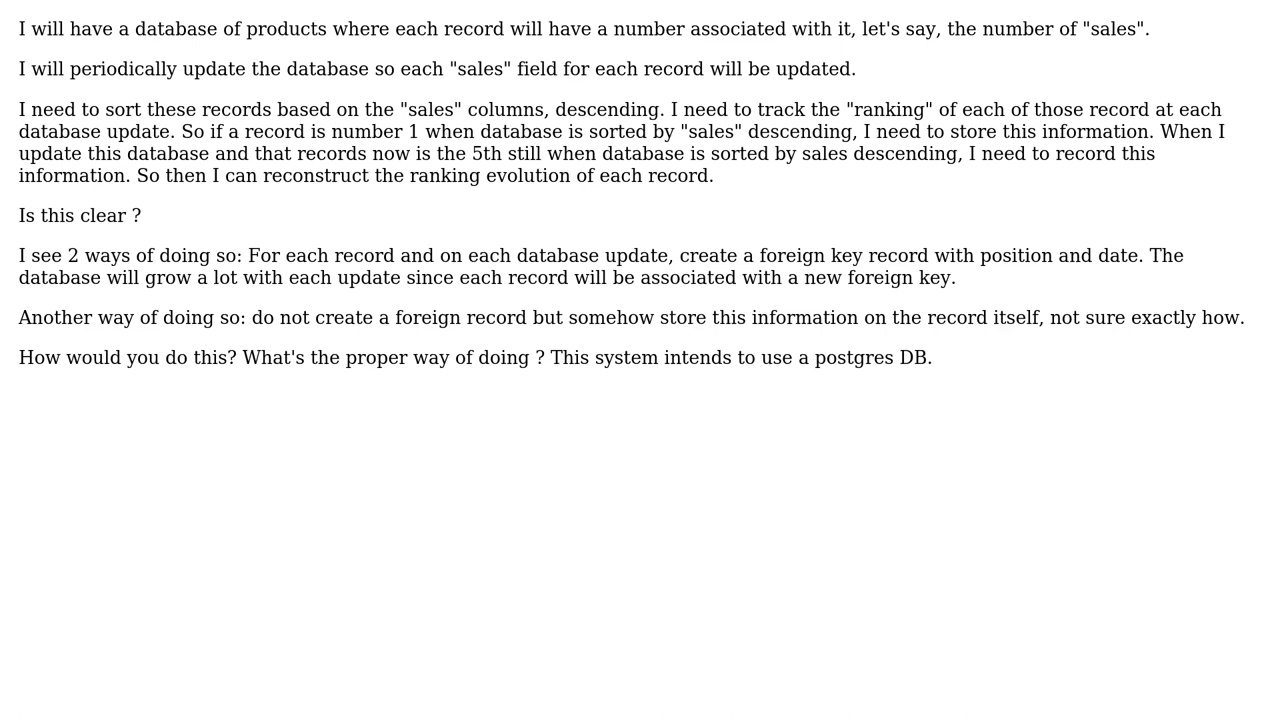 I will have a database of products where each record will have a number associated with it, let's say, the number of "sales".
I will periodically update the database so each "sales" field for each record will be updated.
I need to sort these records based on the "sales" columns, descending. I need to track the "ranking" of each of those record at each
database update. So if a record is number 1 when database is sorted by "sales" descending, I need to store this information. When I
update this database and that records now is the 5th still when database is sorted by sales descending, I need to record this
information. So then I can reconstruct the ranking evolution of each record.
Is this clear ?
I see 2 ways of doing so: For each record and on each database update, create a foreign key record with position and date. The
database will grow a lot with each update since each record will be associated with a new foreign key.
Another way of doing so: do not create a foreign record but somehow store this information on the record itself, not sure exactly how.
How would you do this? What's the proper way of doing ? This system intends to use a postgres DB.